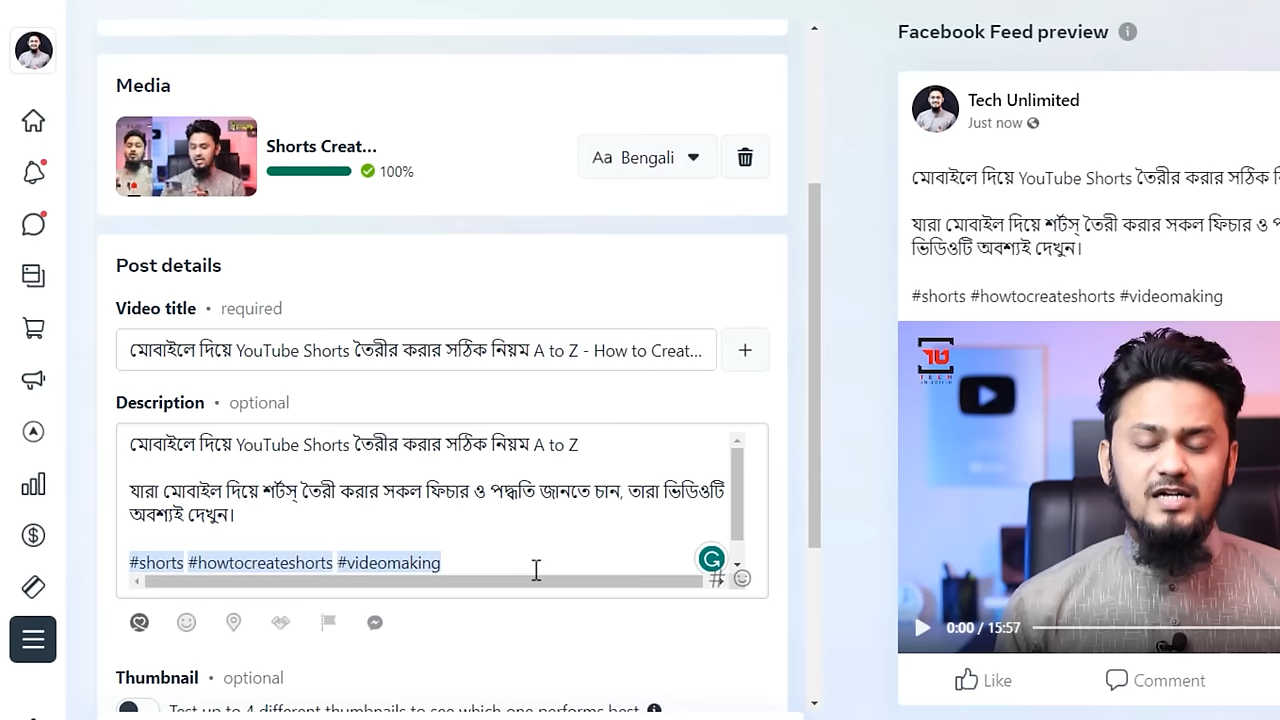 Facebook Feed preview
Media
Shorts Creat...
100%
Aa Bengali
Tech Unlimited
Just now
মোবাইলে দিয়ে YouTube Shorts তৈরীর করার সঠিক
যারা মোবাইল দিয়ে শর্টস্ তৈরী করার সকল ফিচার ও
ভিডিওটি অবশ্যই দেখুন।
#shorts #howtocreateshorts #videomaking
Post details
Video title • required
মোবাইলে দিয়ে YouTube Shorts তৈরীর করার সঠিক নিয়ম A to Z - How to Creat...
Description • optional
মোবাইলে দিয়ে YouTube Shorts তৈরীর করার সঠিক নিয়ম A to Z
যারা মোবাইল দিয়ে শর্টস্ তৈরী করার সকল ফিচার ও পদ্ধতি জানতে চান, তারা ভিডিওটি
অবশ্যই দেখুন।
#shorts #howtocreateshorts #videomaking
TECH
0:00 / 15:57
Like
Comment
Thumbnail • optional
Test up to 4 different thumbnails to see which one performs best